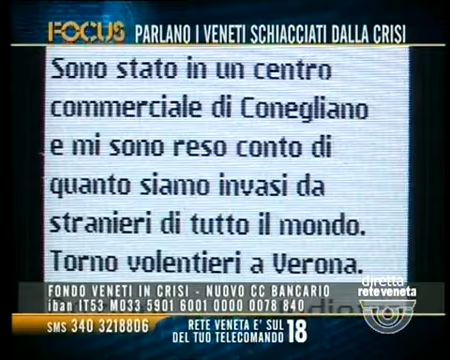 FOCUS PARLANO I VENETI SCHIACCIATI DALLA CRISI
Sono stato in un centro
commerciale di Conegliano
e mi sono reso conto di
quanto siamo invasi da
stranieri di tutto il mondo.
Torno volentieri a Verona.
diretta
reteveneta
FONDO VENETI IN CRISI - NUOVO CC BANCARIO
iban IT53 M033 5901 6001 0000 0078 840
SMS 340 3218806
RETE VENETA E' SUL
DEL TUO TELECOMANDO 18